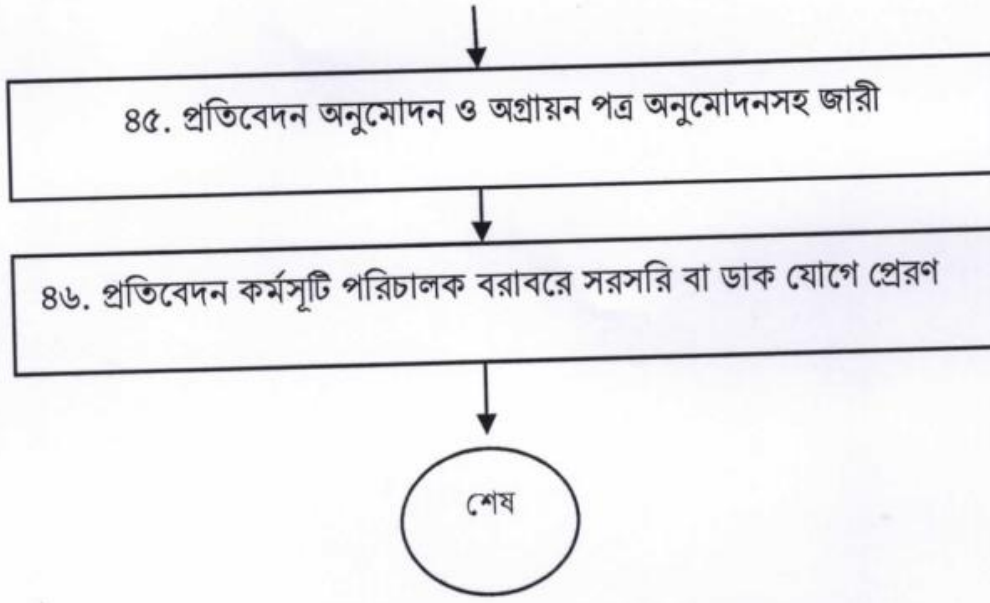 ৪৫. প্রতিবেদন অনুমোদন ও অগ্রায়ন পত্র অনুমোদনসহ জারী
৪৬. প্রতিবেদন কর্মসূচি পরিচালক বরাবরে সরসরি বা ডাক যোগে প্রেরণ
শেষ